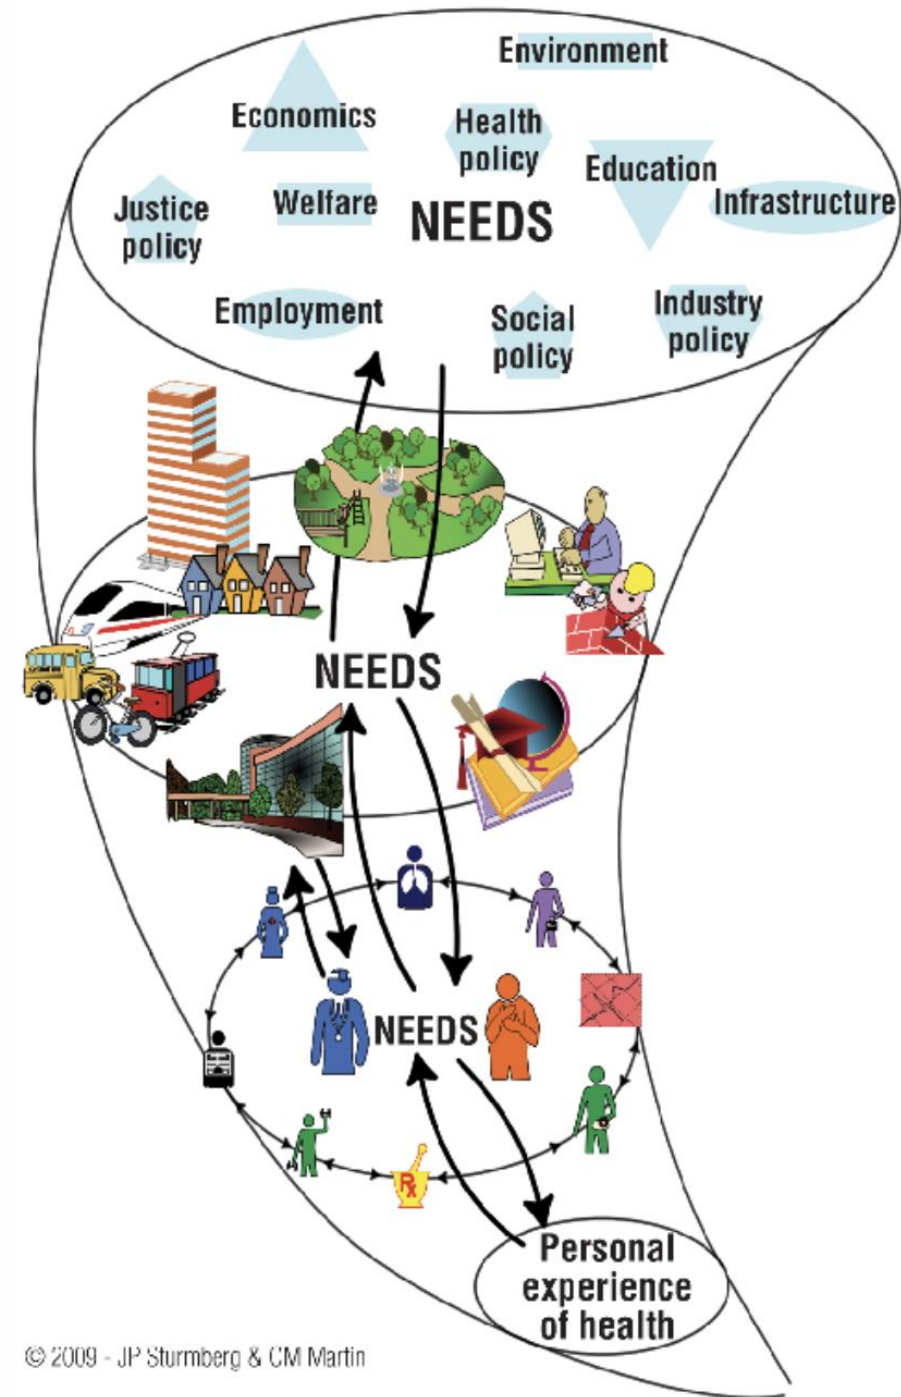 Environment
Economics
Health
policy
Education
Justice
policy
Welfare
NEEDS
Infrastructure
Employment
Social
policy
Industry
policy
NEEDS
NEEDS
Rx
Personal
experience
of health
© 2009 - JP Sturmberg & CM Martin